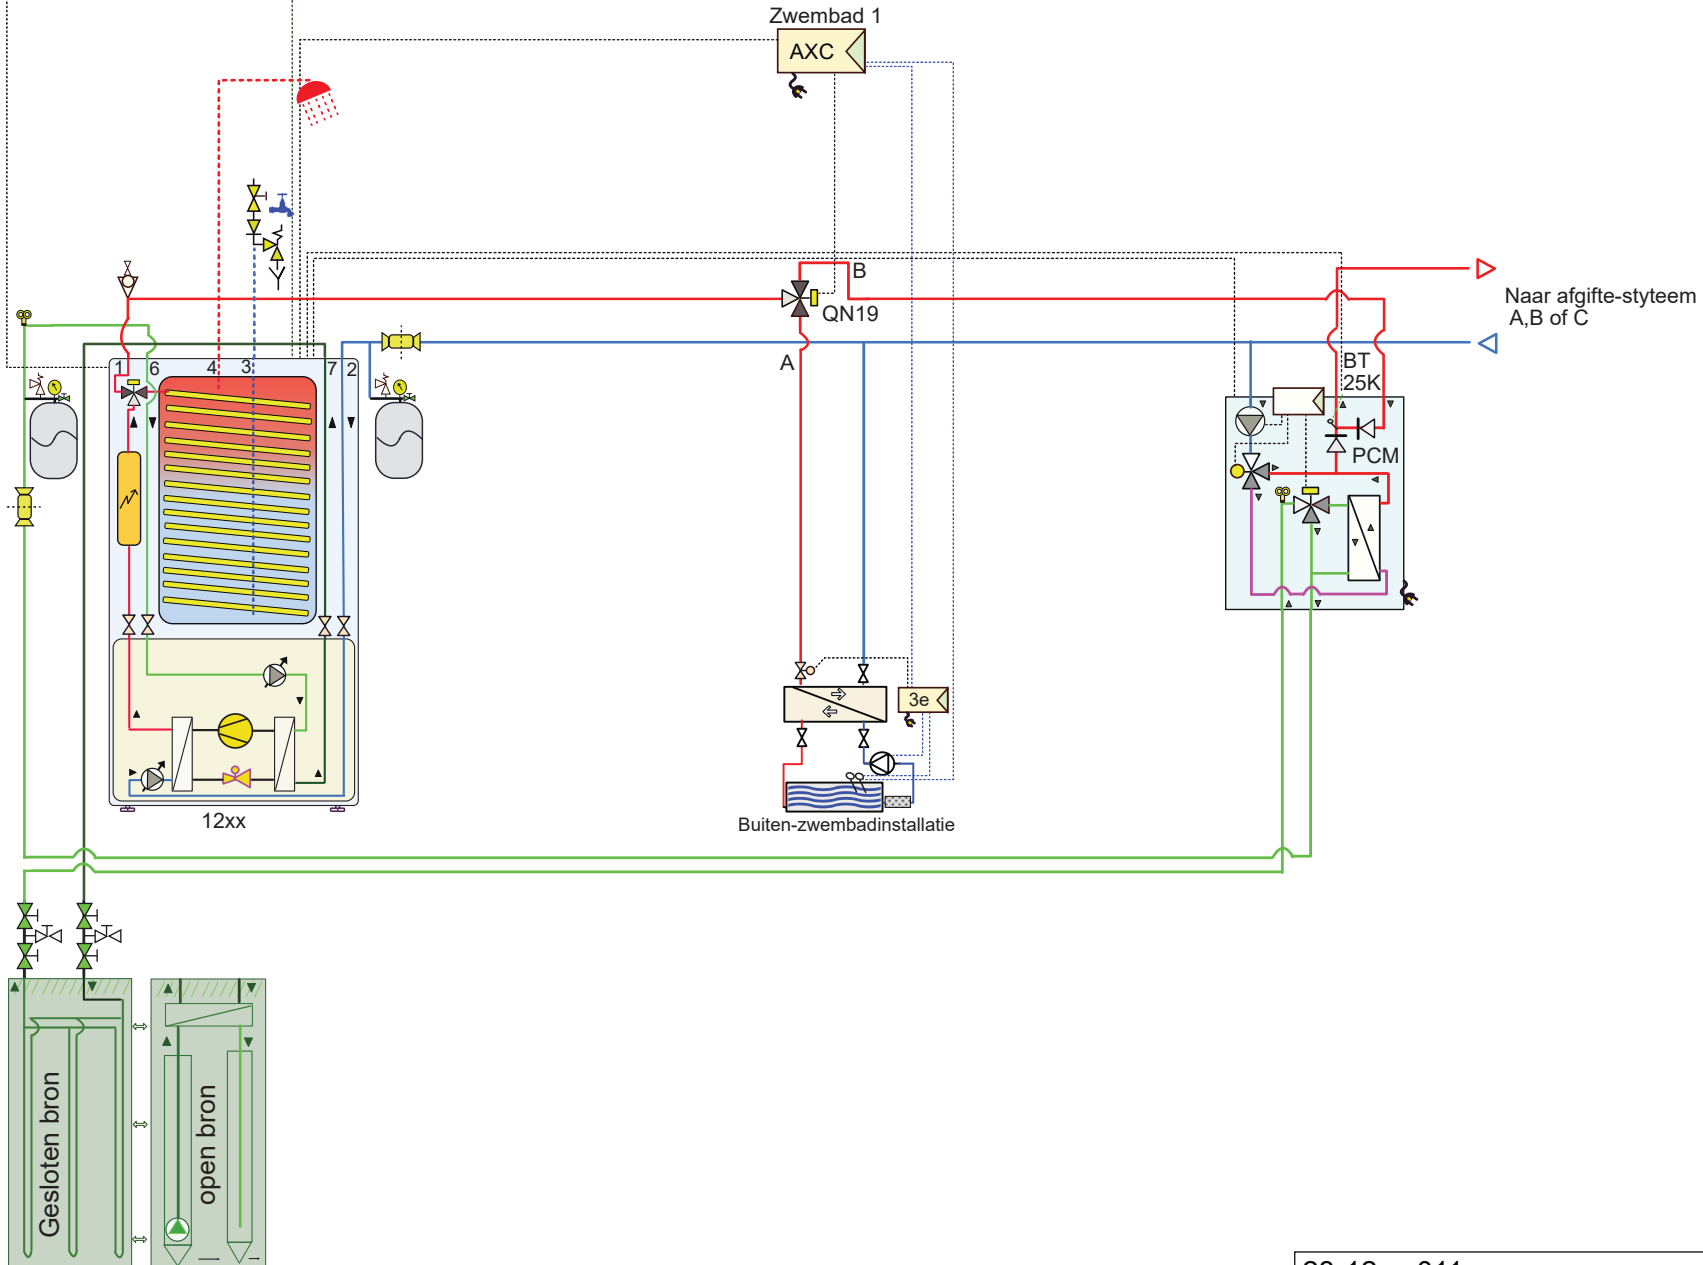 Zwembad 1
AXC
B
QN19
A
Naar afgifte-styteem
A,B of C
1 6 4 3 7 2
BT
25K
PCM
3e
12xx
Buiten-zwembadinstallatie
Gesloten bron
open bron